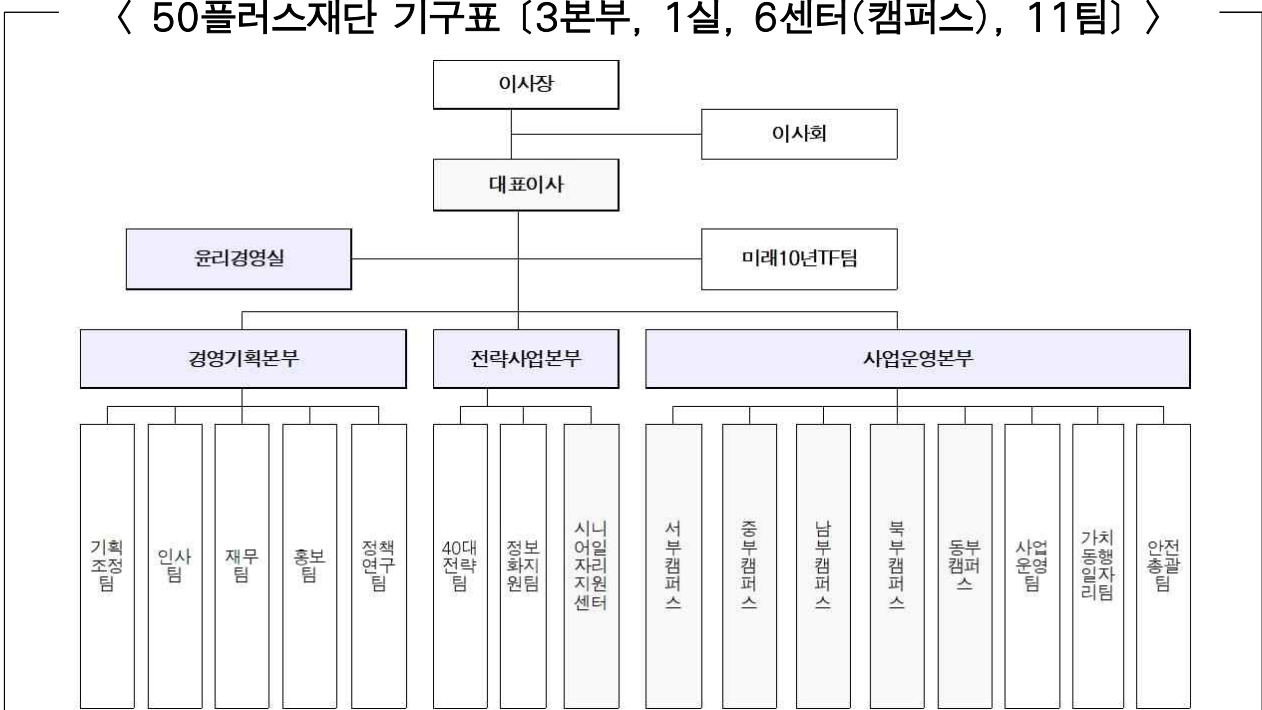 〈 50플러스재단 기구표 〔3본부, 1실, 6센터(캠퍼스), 11팀〕 〉
이사장
이사회
대표이사
윤리경영실
미래10년TF팀
경영기획본부
전략사업본부
사업운영본부
기획
조정
팀
인사
팀
재무
팀
홍보
팀
정책
연구
팀
40대
전략
팀
정보
화지
원팀
시니
어일
자리
지원
센터
서
부
캠
퍼
스
중
부
캠
퍼
스
남
부
캠
퍼
스
북
부
캠
퍼
스
동부
캠퍼
스
사업
운영
팀
가치
동행
일자
리팀
안전
총괄
팀